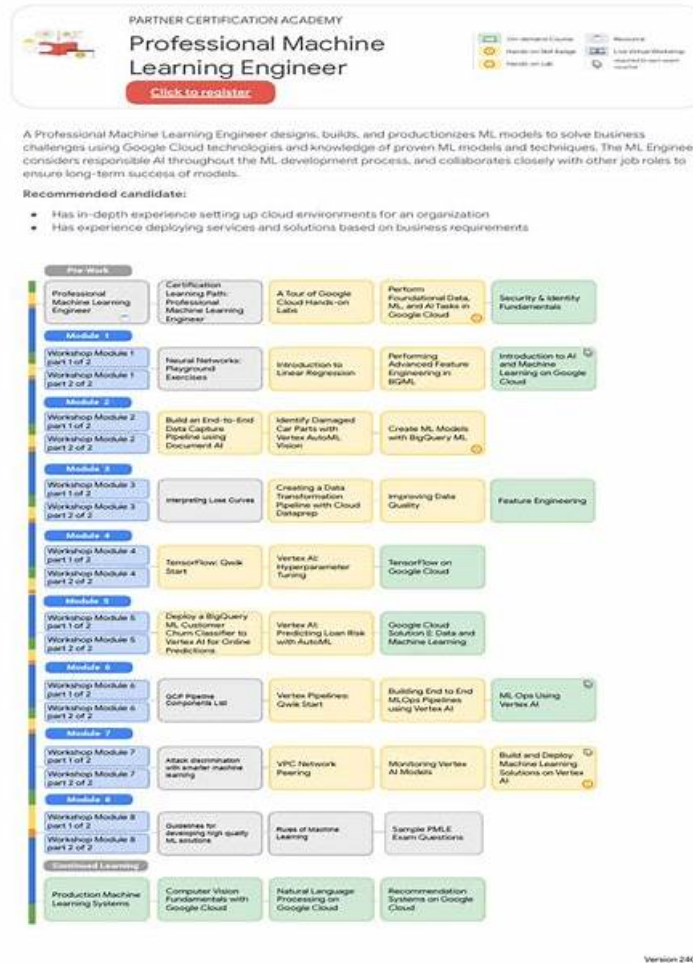 PARTNER CERTIFICATION ACADEMY
Professional Machine
Learning Engineer
Click to register
On-demand Course
Resource
Hands-on Skill Badge
Live Virtual Workshop
Hands-on Lab
A Professional Machine Learning Engineer designs, builds, and productionizes ML models to solve business
challenges using Google Cloud technologies and knowledge of proven ML models and techniques. The ML Enginee
considers responsible AI throughout the ML development process, and collaborates closely with other job roles to
ensure long-term success of models.
Recommended candidate:
Has in-depth experience setting up cloud environments for an organization
Has experience deploying services and solutions based on business requirements
Pre-Work
Professional
Machine Learning
Engineer
Certification
Learning Path:
Professional
Machine Learning
Engineer
A Tour of Google
Cloud Hands-on
Labs
Perform
Foundational Data,
ML, and AI Tasks in
Google Cloud
Security & Identity
Fundamentals
Module 1
Workshop Module 1
part 1 of 2
Workshop Module 1
part 2 of 2
Neural Networks:
Playground
Exercises
Introduction to
Linear Regression
Performing
Advanced Feature
Engineering in
BQML
Introduction to AI
and Machine
Learning on Google
Cloud
Module 2
Workshop Module 2
part 1 of 2
Workshop Module 2
part 2 of 2
Build an End-to-End
Data Capture
Pipeline using
Document AI
Identify Damaged
Car Parts with
Vertex AutoML
Vision
Create ML Models
with BigQuery ML
Module 3
Workshop Module 3
part 1 of 2
Workshop Module 3
part 2 of 2
Interpreting Loss Curves
Creating a Data
Transformation
Pipeline with Cloud
Dataprep
Improving Data
Quality
Feature Engineering
Module 4
Workshop Module 4
part 1 of 2
Workshop Module 4
part 2 of 2
TensorFlow: Qwik
Start
Vertex AI:
Hyperparameter
Tuning
TensorFlow on
Google Cloud
Module 5
Workshop Module 5
part 1 of 2
Workshop Module 5
part 2 of 2
Deploy a BigQuery
ML Customer
Churn Classifier to
Vertex AI for Online
Predictions
Vertex AI:
Predicting Loan Risk
with AutoML
Google Cloud
Solution II: Data and
Machine Learning
Module 6
Workshop Module 6
part 1 of 2
Workshop Module 6
part 2 of 2
GCP Pipeline
Components List
Vertex Pipelines:
Qwik Start
Building End to End
MLOps Pipelines
using Vertex AI
ML Ops Using
Vertex AI
Module 7
Workshop Module 7
part 1 of 2
Workshop Module 7
part 2 of 2
Attack discrimination
with smarter machine
learning
VPC Network
Peering
Monitoring Vertex
AI Models
Build and Deploy
Machine Learning
Solutions on Vertex
AI
Module 8
Workshop Module 8
part 1 of 2
Workshop Module 8
part 2 of 2
Guidelines for
developing high quality
ML solutions
Rules of Machine
Learning
Sample PMLE
Exam Questions
Continued Learning
Production Machine
Learning Systems
Computer Vision
Fundamentals with
Google Cloud
Natural Language
Processing on
Google Cloud
Recommendation
Systems on Google
Cloud
Version 240